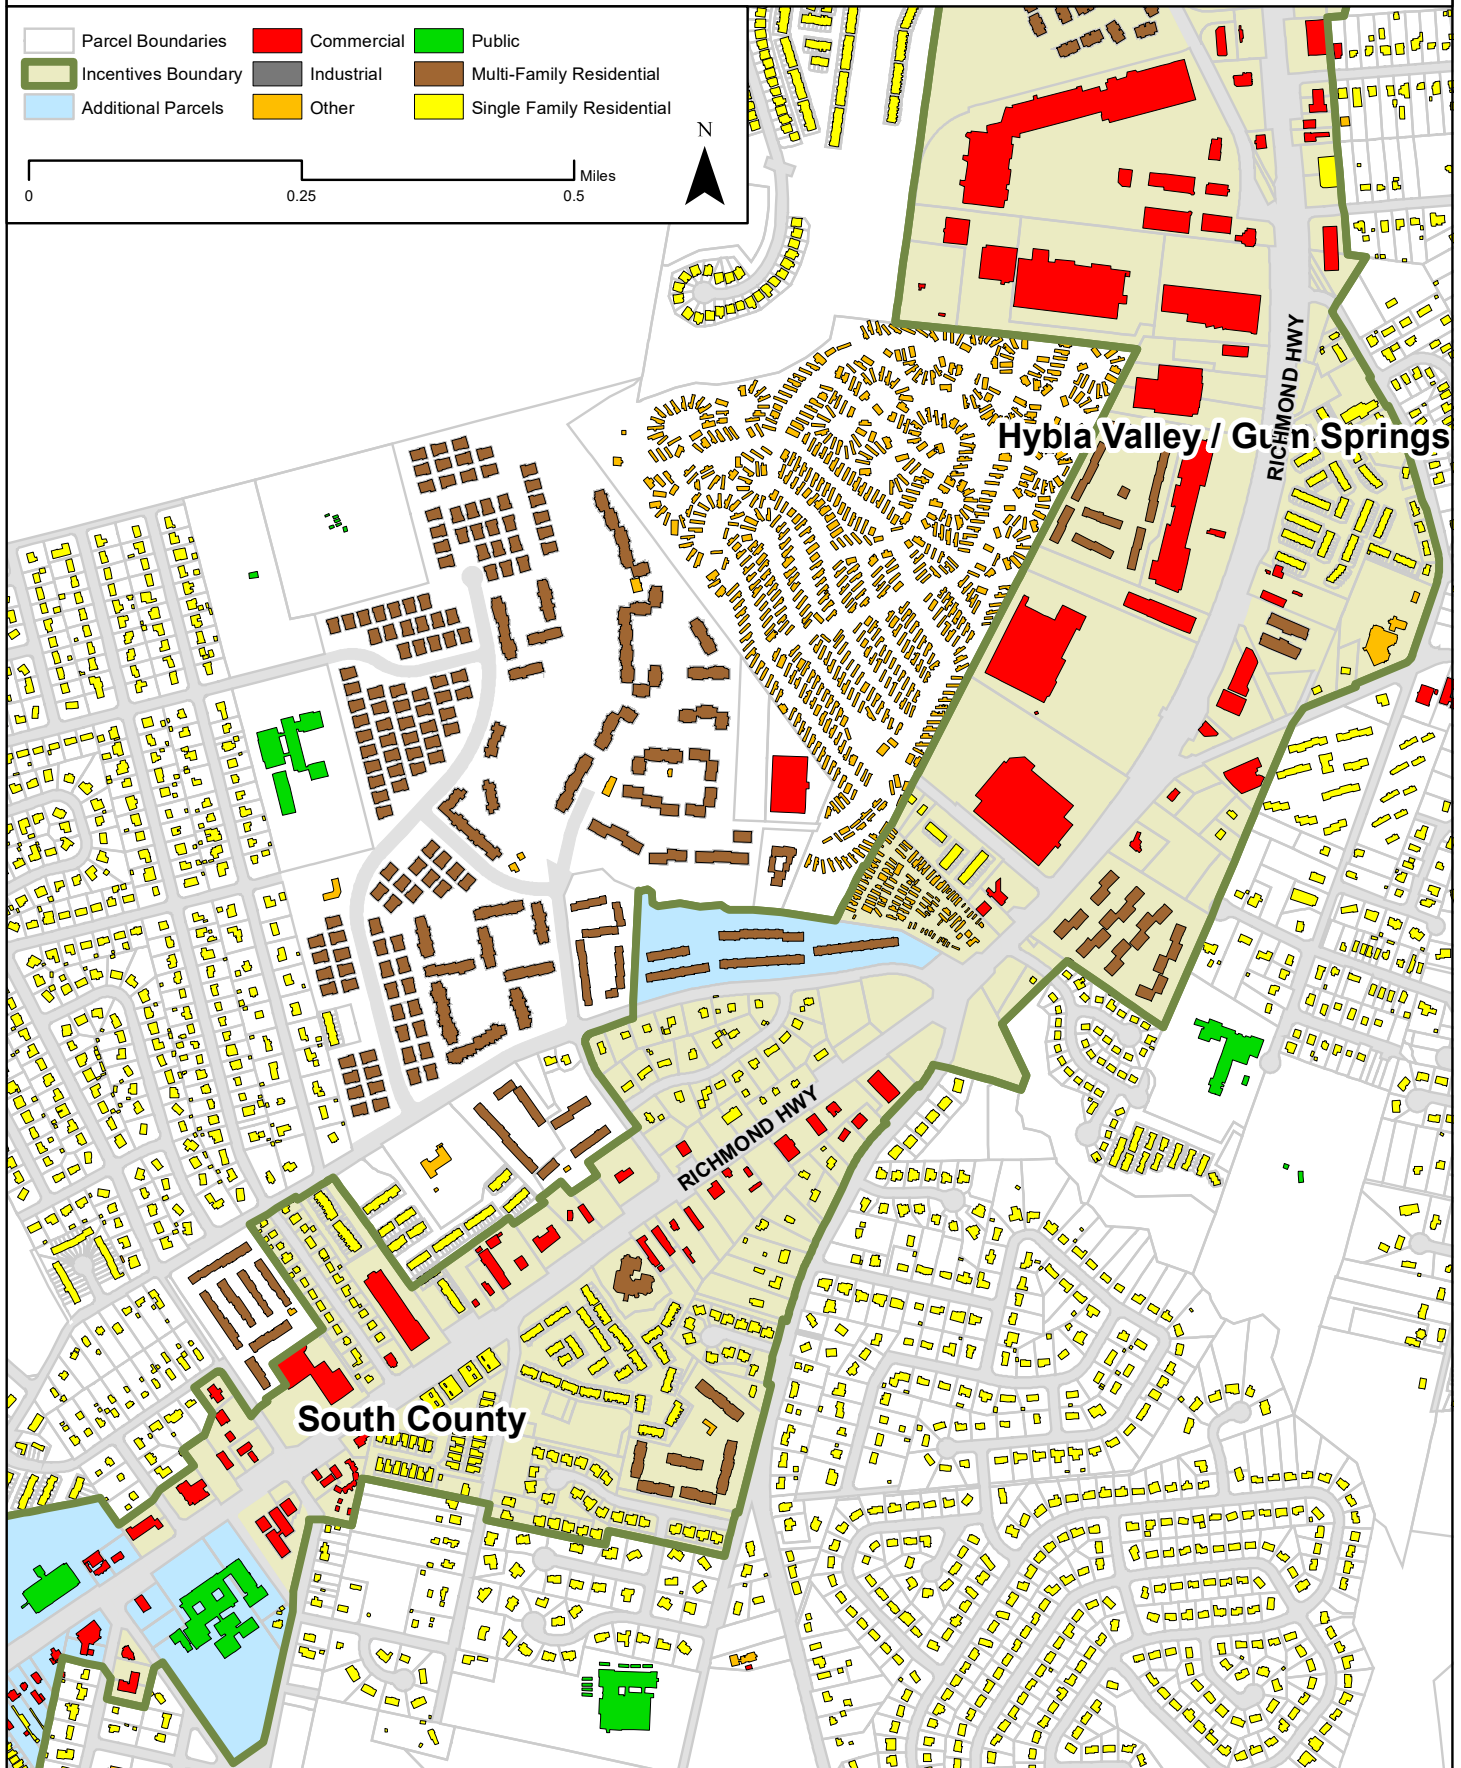 Parcel Boundaries Commercial Public
Incentives Boundary Industrial Multi-Family Residential
Additional Parcels Other Single Family Residential
N
Miles
0 0.25 0.5
RICHMOND HWY
Hybla Valley / Gum Springs
RICHMOND HWY
South County